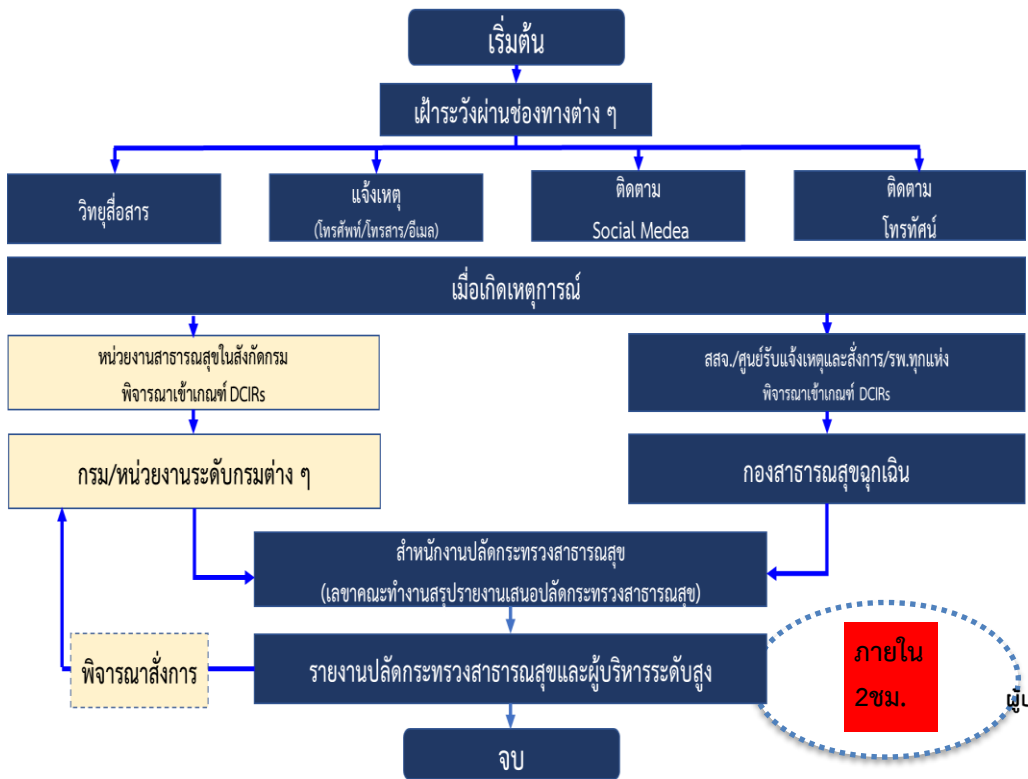 เริ่มต้น
เฝ้าระวังผ่านช่องทางต่าง ๆ
วิทยุสื่อสาร
แจ้งเหตุ
(โทรศัพท์/โทรสาร/อีเมล)
ติดตาม
Social Medea
ติดตาม
โทรทัศน์
เมื่อเกิดเหตุการณ์
หน่วยงานสาธารณสุขในสังกัดกรม
พิจารณาเข้าเกณฑ์ DCIRs
สสจ./ศูนย์รับแจ้งเหตุและสั่งการ/รพ.ทุกแห่ง
พิจารณาเข้าเกณฑ์ DCIRs
กรม/หน่วยงานระดับกรมต่าง ๆ
กองสาธารณสุขฉุกเฉิน
สำหนักงานปลัดกระทรวงสาธารณสุข
(เลขาคณะทำงานสรุปรายงานเสนอปลัดกระทรวงสาธารณสุข)
พิจารณาสั่งการ
รายงานปลัดกระทรวงสาธารณสุขและผู้บริหารระดับสูง
ภายใน
2ชม.
จบ